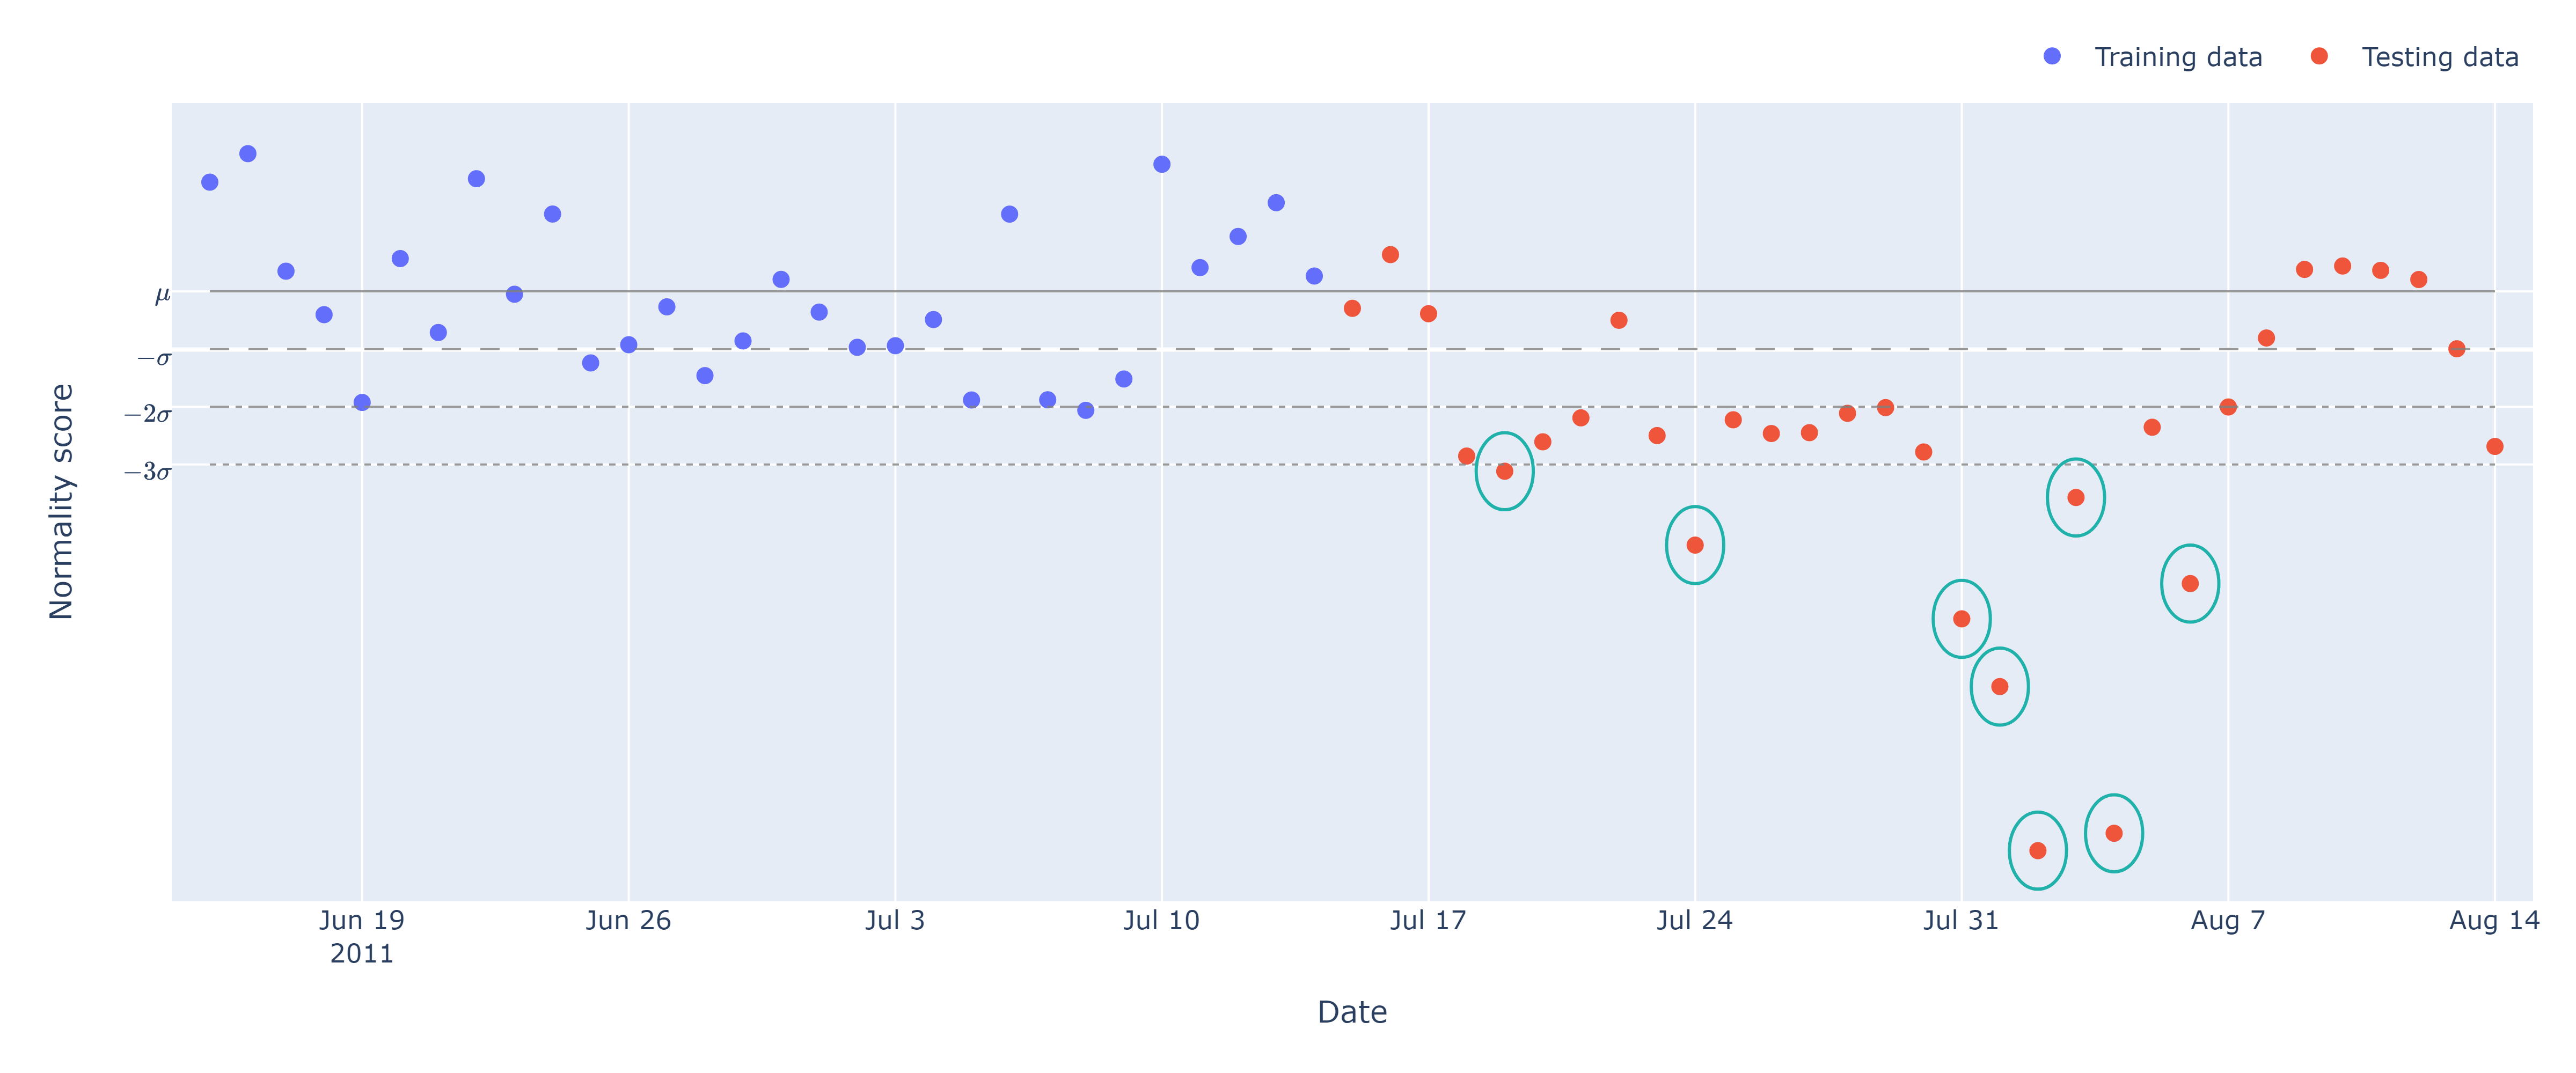 Training data
Testing data
Normality score
μ
−σ
−2σ
−3σ
Jun 19
2011
Jun 26
Jul 3
Jul 10
Jul 17
Jul 24
Jul 31
Aug 7
Aug 14
Date